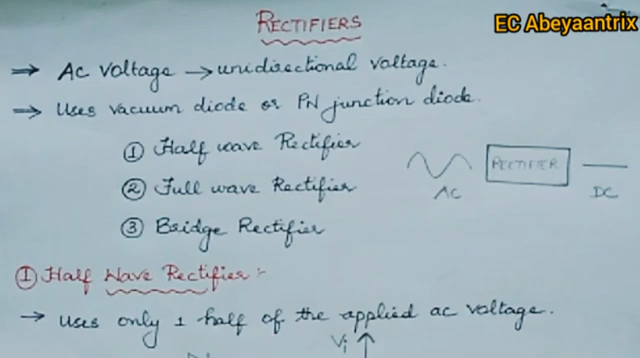 RECTIFIERS
EC Abeyaantrix
⇒ Ac Voltage → unidirectional voltage.
⇒ Uses vacuum diode or PN junction diode.
① Half wave Rectifier
② Full wave Rectifier
③ Bridge Rectifier
AC RECTIFIER DC
① Half Wave Rectifier:-
→ uses only 1 half of the applied ac voltage.
Vi ↑